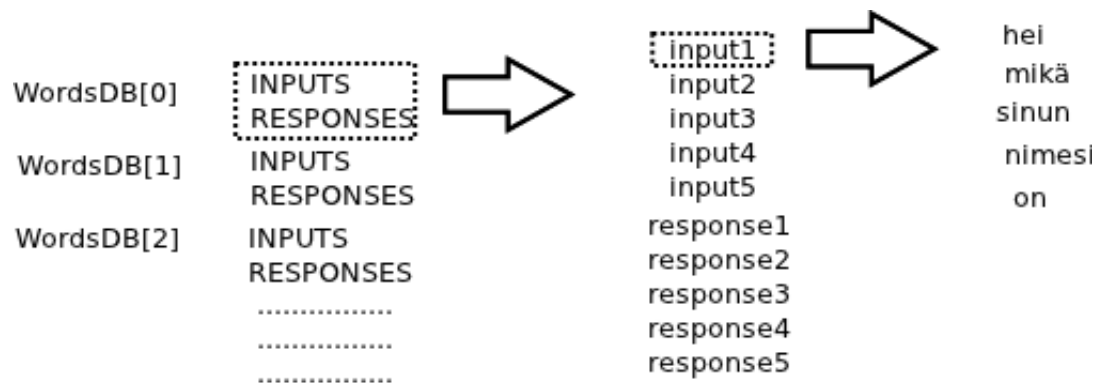 WordsDB[0]
INPUTS
RESPONSES
WordsDB[1]
INPUTS
RESPONSES
WordsDB[2]
INPUTS
RESPONSES
................
................
................
input1
input2
input3
input4
input5
response1
response2
response3
response4
response5
hei
mikä
sinun
nimesi
on